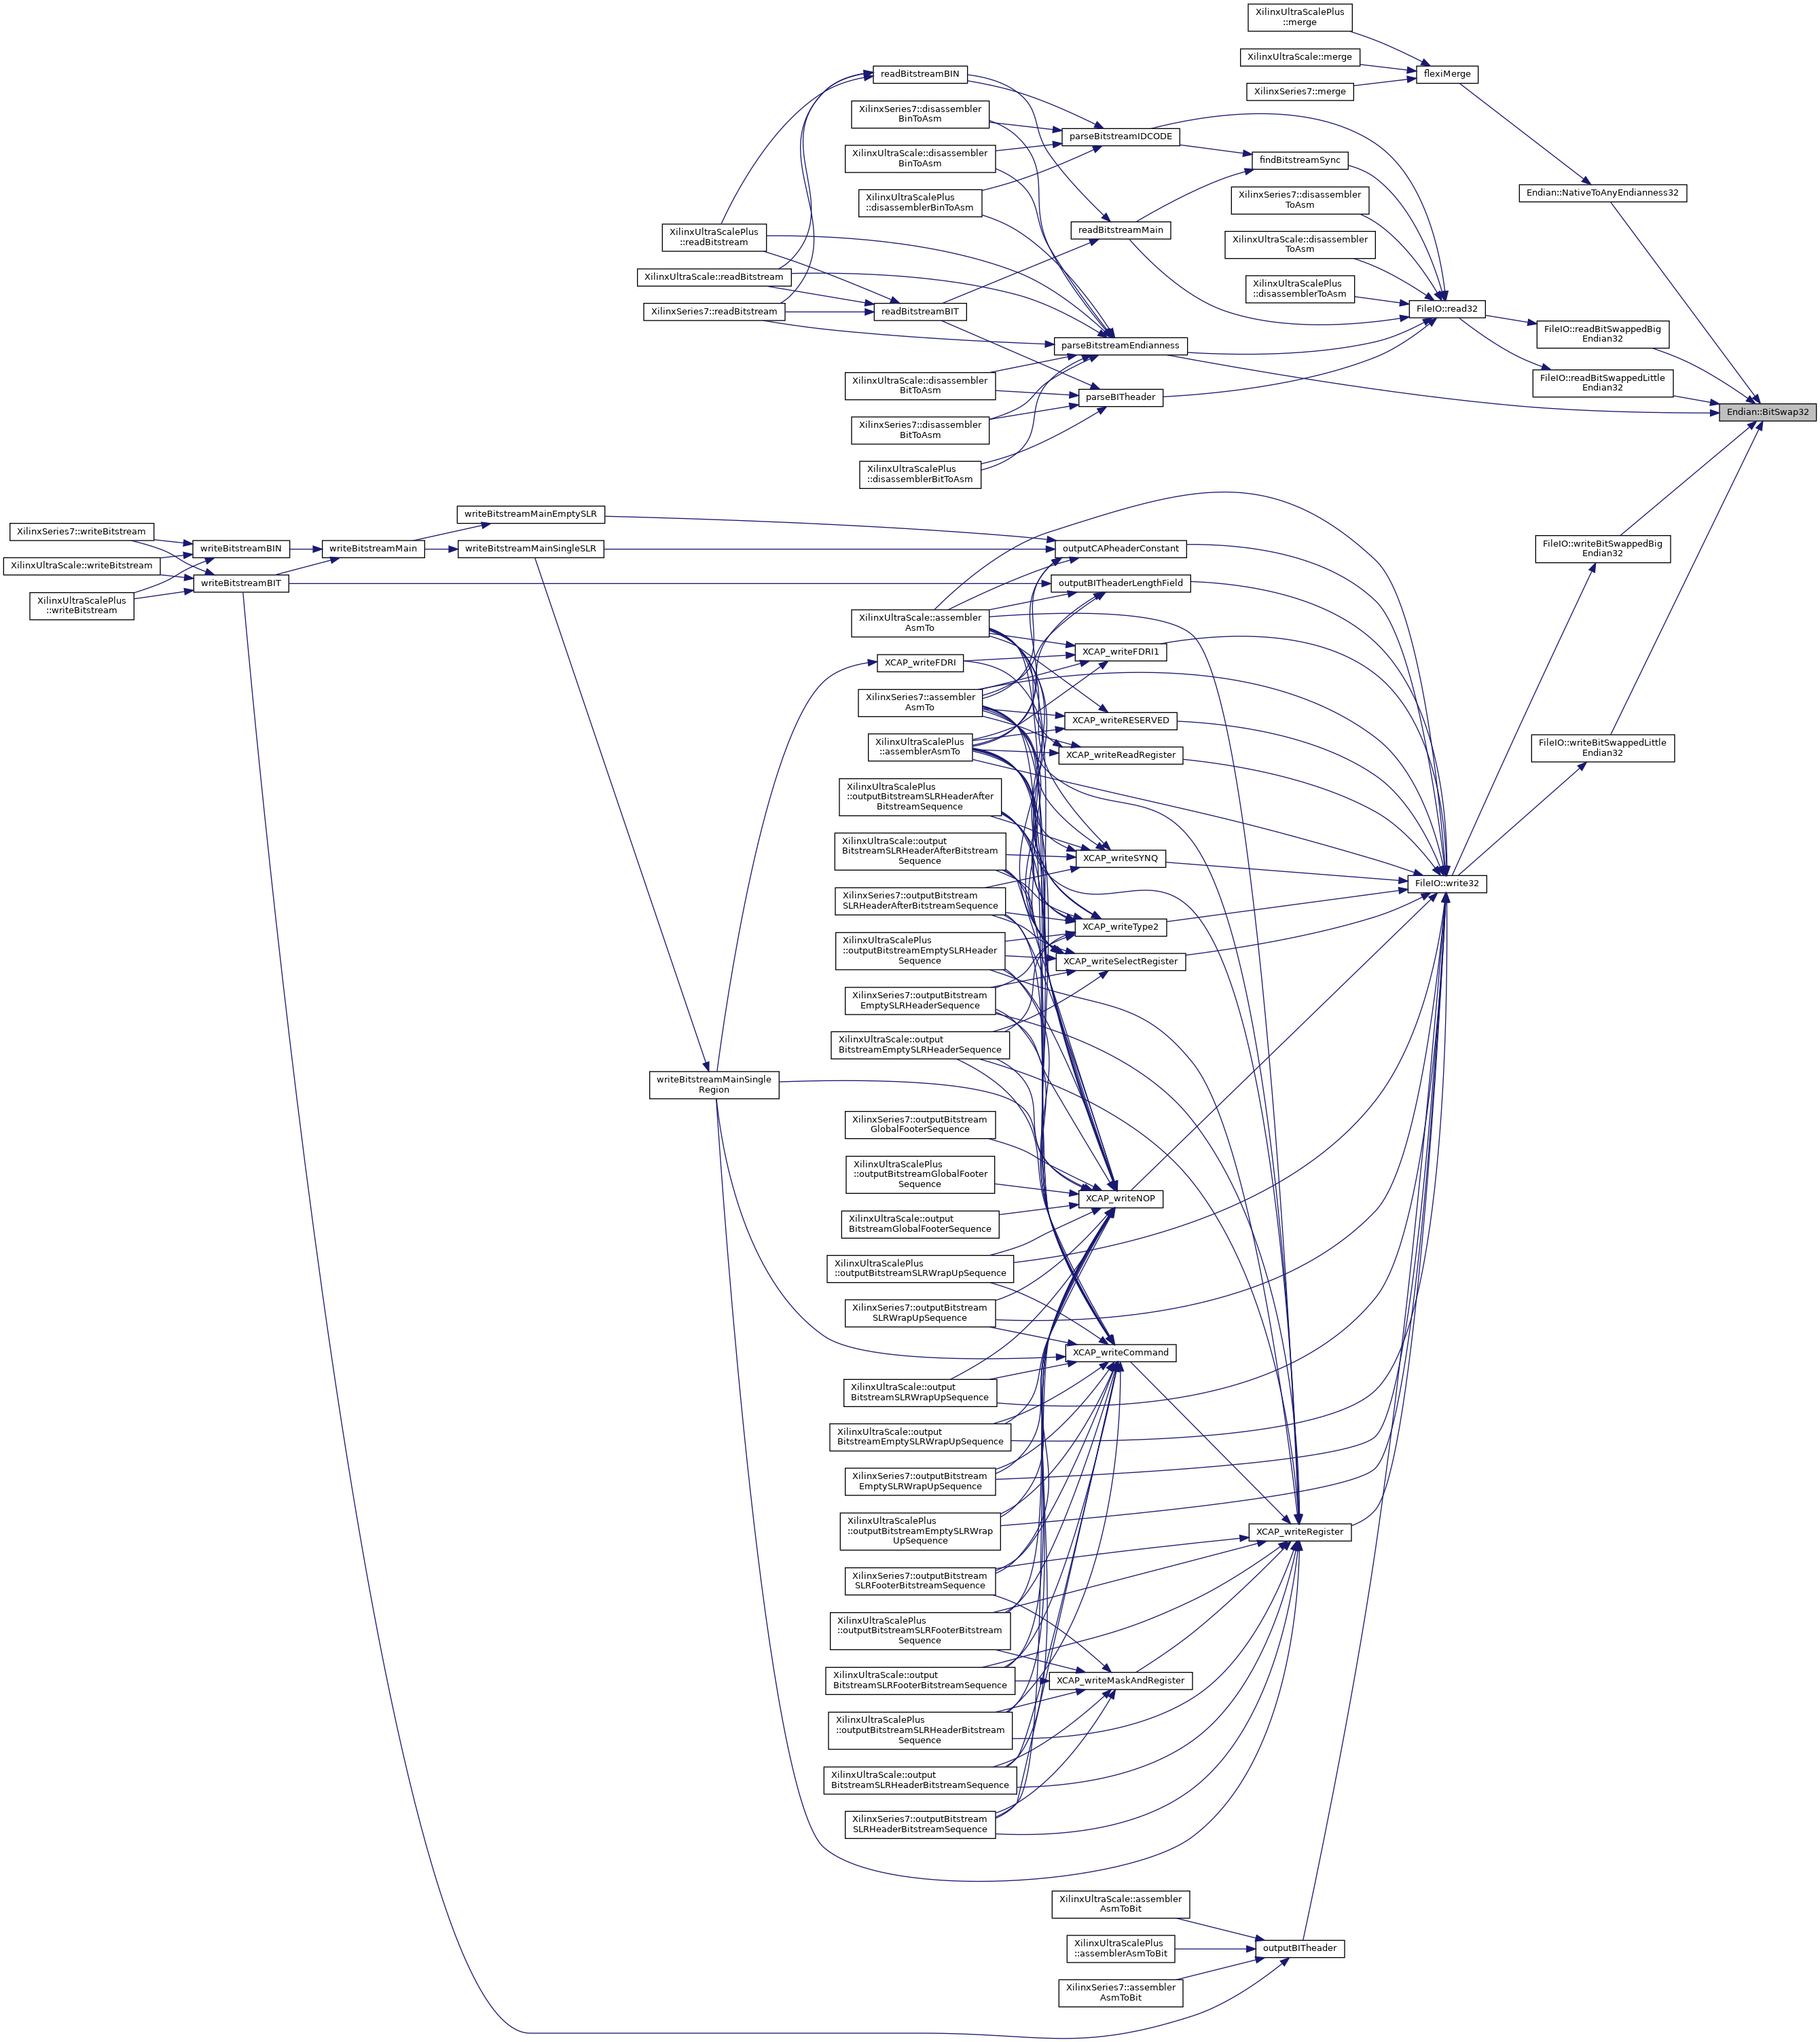 XilinxUltraScalePlus
::merge
XilinxUltraScale::merge
flexiMerge
XilinxSeries7::merge
readBitstreamBIN
XilinxSeries7::disassembler
BinToAsm
parseBitstreamIDCODE
XilinxUltraScale::disassembler
BinToAsm
findBitstreamSync
XilinxUltraScalePlus
::disassemblerBinToAsm
XilinxSeries7::disassembler
ToAsm
Endian::NativeToAnyEndianness32
readBitstreamMain
XilinxUltraScalePlus
::readBitstream
XilinxUltraScale::disassembler
ToAsm
XilinxUltraScale::readBitstream
XilinxUltraScalePlus
::disassemblerToAsm
XilinxSeries7::readBitstream
readBitstreamBIT
FileIO::read32
FileIO::readBitSwappedBig
Endian32
parseBitstreamEndianness
XilinxUltraScale::disassembler
BitToAsm
FileIO::readBitSwappedLittle
Endian32
parseBITheader
Endian::BitSwap32
XilinxSeries7::disassembler
BitToAsm
XilinxUltraScalePlus
::disassemblerBitToAsm
writeBitstreamMainEmptySLR
XilinxSeries7::writeBitstream
writeBitstreamBIN
writeBitstreamMain
writeBitstreamMainSingleSLR
outputCAPheaderConstant
FileIO::writeBitSwappedBig
Endian32
XilinxUltraScale::writeBitstream
writeBitstreamBIT
outputBITheaderLengthField
XilinxUltraScalePlus
::writeBitstream
XilinxUltraScale::assembler
AsmTo
XCAP_writeFDRI1
XCAP_writeFDRI
XilinxSeries7::assembler
AsmTo
XCAP_writeRESERVED
XilinxUltraScalePlus
::assemblerAsmTo
XCAP_writeReadRegister
FileIO::writeBitSwappedLittle
Endian32
XilinxUltraScalePlus
::outputBitstreamSLRHeaderAfter
BitstreamSequence
XilinxUltraScale::output
BitstreamSLRHeaderAfterBitstream
Sequence
XCAP_writeSYNQ
FileIO::write32
XilinxSeries7::outputBitstream
SLRHeaderAfterBitstreamSequence
XCAP_writeType2
XilinxUltraScalePlus
::outputBitstreamEmptySLRHeader
Sequence
XCAP_writeSelectRegister
XilinxSeries7::outputBitstream
EmptySLRHeaderSequence
XilinxUltraScale::output
BitstreamEmptySLRHeaderSequence
writeBitstreamMainSingle
Region
XilinxSeries7::outputBitstream
GlobalFooterSequence
XilinxUltraScalePlus
::outputBitstreamGlobalFooter
Sequence
XCAP_writeNOP
XilinxUltraScale::output
BitstreamGlobalFooterSequence
XilinxUltraScalePlus
::outputBitstreamSLRWrapUpSequence
XilinxSeries7::outputBitstream
SLRWrapUpSequence
XCAP_writeCommand
XilinxUltraScale::output
BitstreamSLRWrapUpSequence
XilinxUltraScale::output
BitstreamEmptySLRWrapUpSequence
XilinxSeries7::outputBitstream
EmptySLRWrapUpSequence
XilinxUltraScalePlus
::outputBitstreamEmptySLRWrap
UpSequence
XCAP_writeRegister
XilinxSeries7::outputBitstream
SLRFooterBitstreamSequence
XilinxUltraScalePlus
::outputBitstreamSLRFooterBitstream
Sequence
XilinxUltraScale::output
BitstreamSLRFooterBitstreamSequence
XCAP_writeMaskAndRegister
XilinxUltraScalePlus
::outputBitstreamSLRHeaderBitstream
Sequence
XilinxUltraScale::output
BitstreamSLRHeaderBitstreamSequence
XilinxSeries7::outputBitstream
SLRHeaderBitstreamSequence
XilinxUltraScale::assembler
AsmToBit
XilinxUltraScalePlus
::assemblerAsmToBit
outputBITheader
XilinxSeries7::assembler
AsmToBit